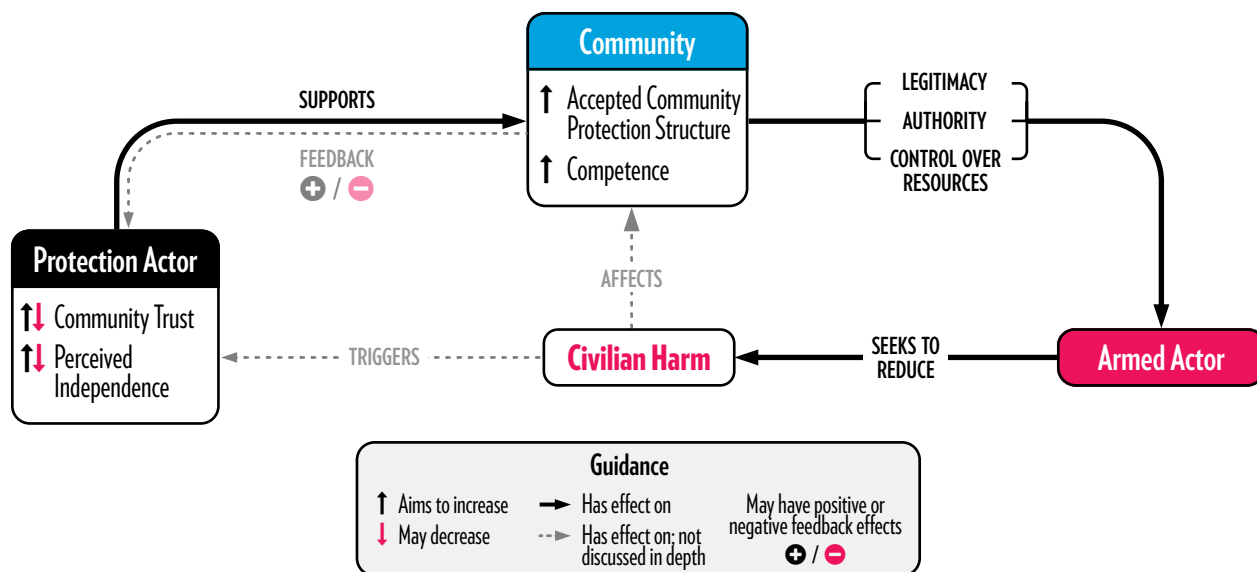 Community
↑ Accepted Community
Protection Structure
↑ Competence
SUPPORTS
FEEDBACK
+ / −
LEGITIMACY
AUTHORITY
CONTROL OVER
RESOURCES
Protection Actor
↑↓ Community Trust
↑↓ Perceived
Independence
AFFECTS
TRIGGERS
Civilian Harm
SEEKS TO
REDUCE
Armed Actor
Guidance
↑ Aims to increase
↓ May decrease
Has effect on
Has effect on; not
discussed in depth
May have positive or
negative feedback effects
+ / −